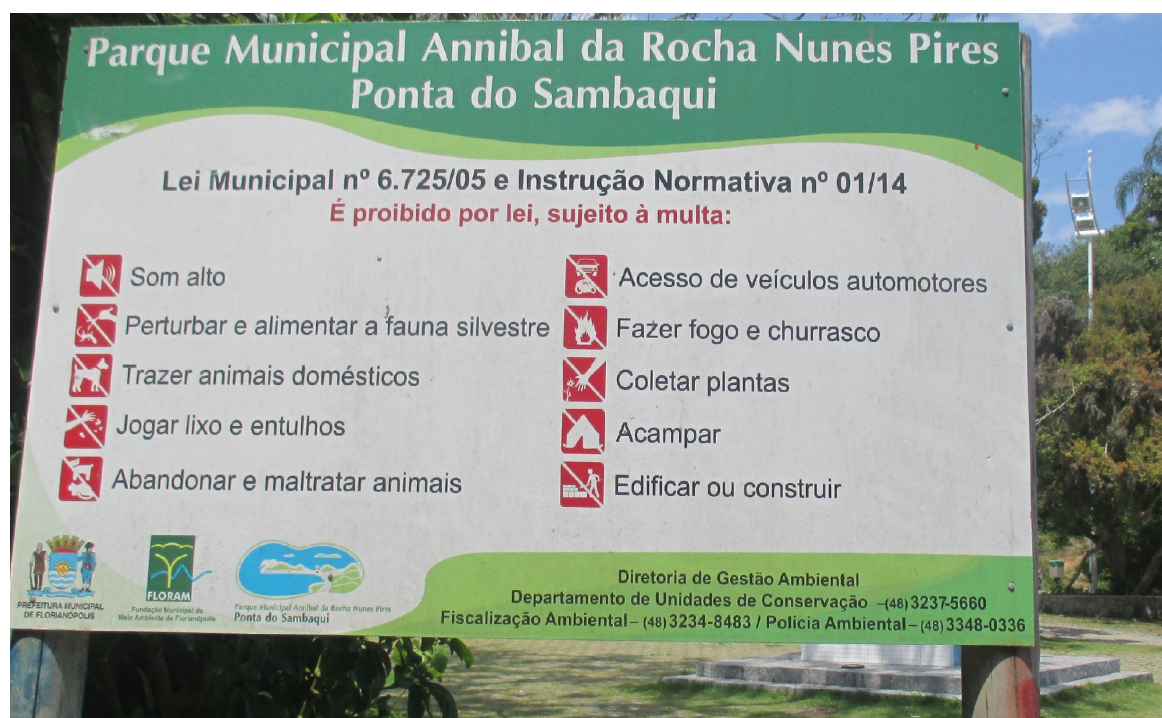 Parque Municipal Annibal da Rocha Nunes Pires
Ponta do Sambaqui
Lei Municipal nº 6.725/05 e Instrução Normativa nº 01/14
É proibido por lei, sujeito à multa:
Som alto
Perturbar e alimentar a fauna silvestre
Trazer animais domésticos
Jogar lixo e entulhos
Abandonar e maltratar animais
Acesso de veículos automotores
Fazer fogo e churrasco
Coletar plantas
Acampar
Edificar ou construir
PREFEITURA MUNICIPAL
DE FLORIANÓPOLIS
FLORAM
Fundação Municipal do
Meio Ambiente de Florianópolis
Parque Municipal Annibal da Rocha Nunes Pires
Ponta do Sambaqui
Diretoria de Gestão Ambiental
Departamento de Unidades de Conservação –(48)3237-5660
Fiscalização Ambiental– (48)3234-8483 / Polícia Ambiental–(48)3348-0336